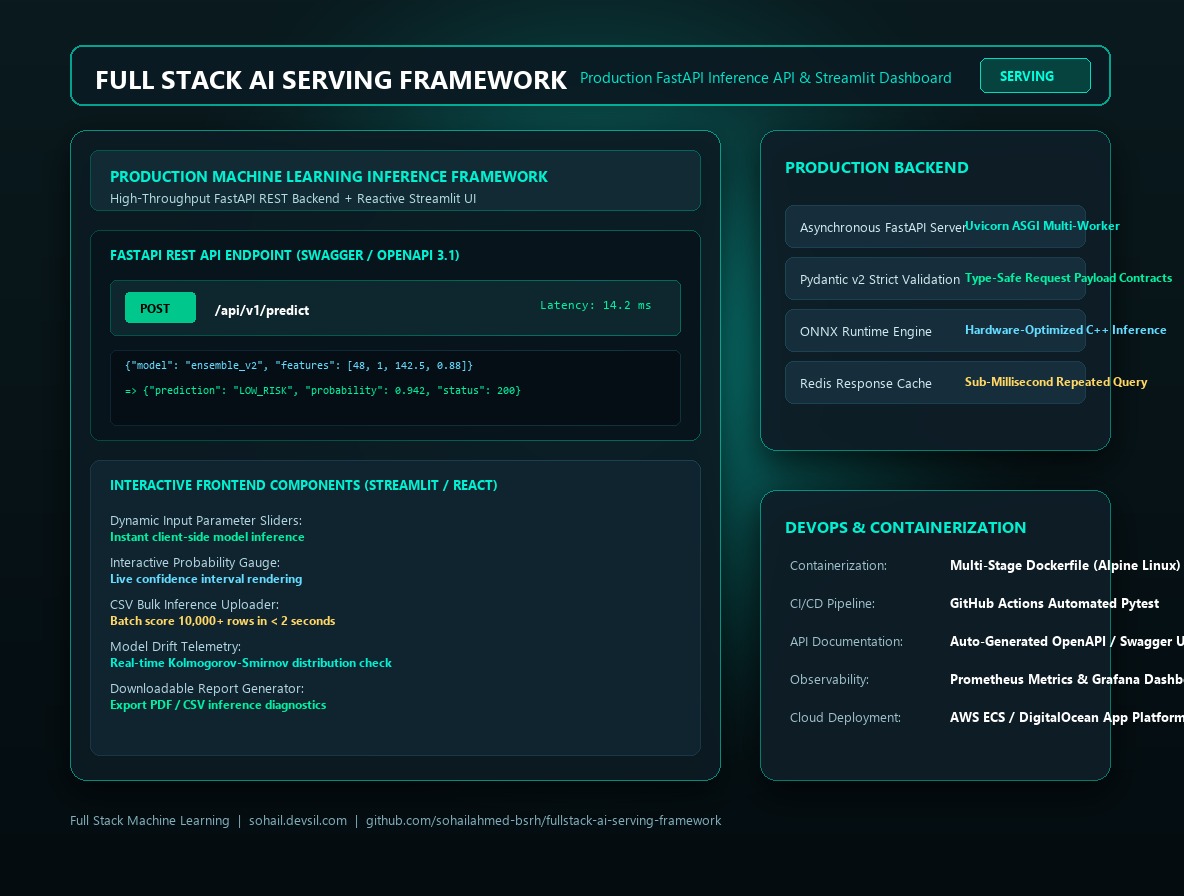 FULL STACK AI SERVING FRAMEWORK Production FastAPI Inference API & Streamlit Dashboard SERVING
PRODUCTION MACHINE LEARNING INFERENCE FRAMEWORK
High-Throughput FastAPI REST Backend + Reactive Streamlit UI
FASTAPI REST API ENDPOINT (SWAGGER / OPENAPI 3.1)
POST /api/v1/predict Latency: 14.2 ms
{"model": "ensemble_v2", "features": [48, 1, 142.5, 0.88]}
=> {"prediction": "LOW_RISK", "probability": 0.942, "status": 200}
INTERACTIVE FRONTEND COMPONENTS (STREAMLIT / REACT)
Dynamic Input Parameter Sliders:
Instant client-side model inference
Interactive Probability Gauge:
Live confidence interval rendering
CSV Bulk Inference Uploader:
Batch score 10,000+ rows in < 2 seconds
Model Drift Telemetry:
Real-time Kolmogorov-Smirnov distribution check
Downloadable Report Generator:
Export PDF / CSV inference diagnostics
PRODUCTION BACKEND
Asynchronous FastAPI Server Uvicorn ASGI Multi-Worker
Pydantic v2 Strict Validation Type-Safe Request Payload Contracts
ONNX Runtime Engine Hardware-Optimized C++ Inference
Redis Response Cache Sub-Millisecond Repeated Query
DEVOPS & CONTAINERIZATION
Containerization: Multi-Stage Dockerfile (Alpine Linux)
CI/CD Pipeline: GitHub Actions Automated Pytest
API Documentation: Auto-Generated OpenAPI / Swagger U
Observability: Prometheus Metrics & Grafana Dashb
Cloud Deployment: AWS ECS / DigitalOcean App Platform
Full Stack Machine Learning | sohail.devsil.com | github.com/sohailahmed-bsrh/fullstack-ai-serving-framework